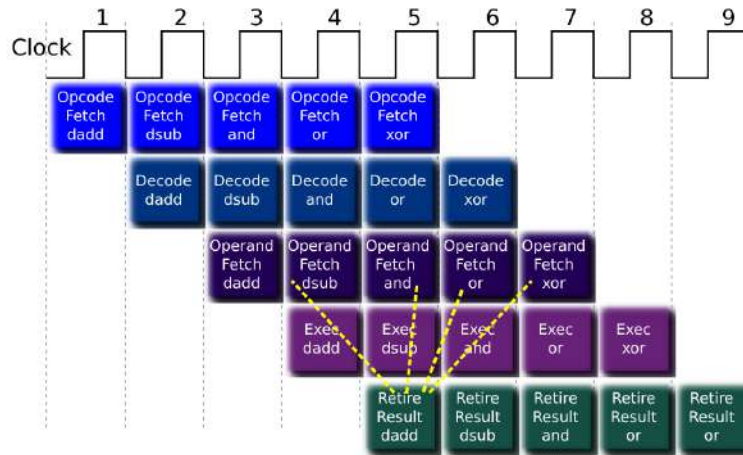 1 2 3 4 5 6 7 8 9
Clock
Opcode Opcode Opcode Opcode Opcode
Fetch Fetch Fetch Fetch Fetch
dadd dsub and or xor
Decode Decode Decode Decode Decode
dadd dsub and or xor
Operand Operand Operand Operand Operand
Fetch Fetch Fetch Fetch Fetch
dadd dsub and or xor
Exec Exec Exec Exec Exec
dadd dsub and or xor
Retire Retire Retire Retire Retire
Result Result Result Result Result
dadd dsub and or or